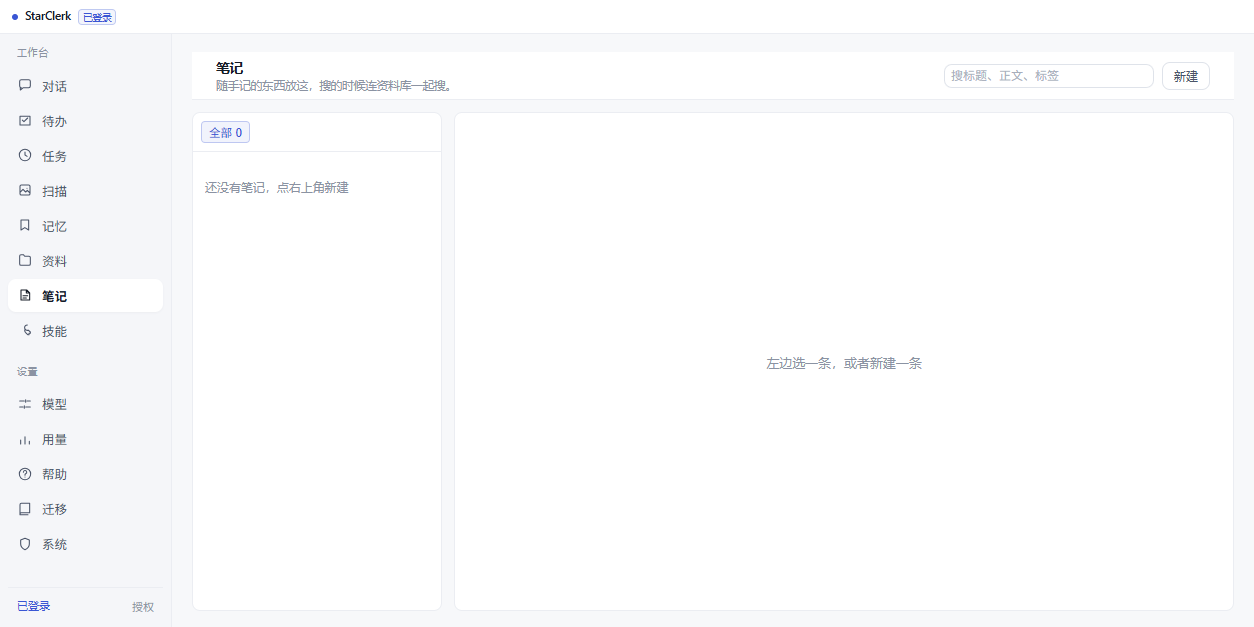 StarClerk 已登录
工作台
对话
待办
任务
扫描
记忆
资料
笔记
技能
设置
模型
用量
帮助
迁移
系统
已登录 授权
笔记
随手记的东西放这，搜的时候连资料库一起搜。
搜标题、正文、标签
新建
全部 0
还没有笔记，点右上角新建
左边选一条，或者新建一条